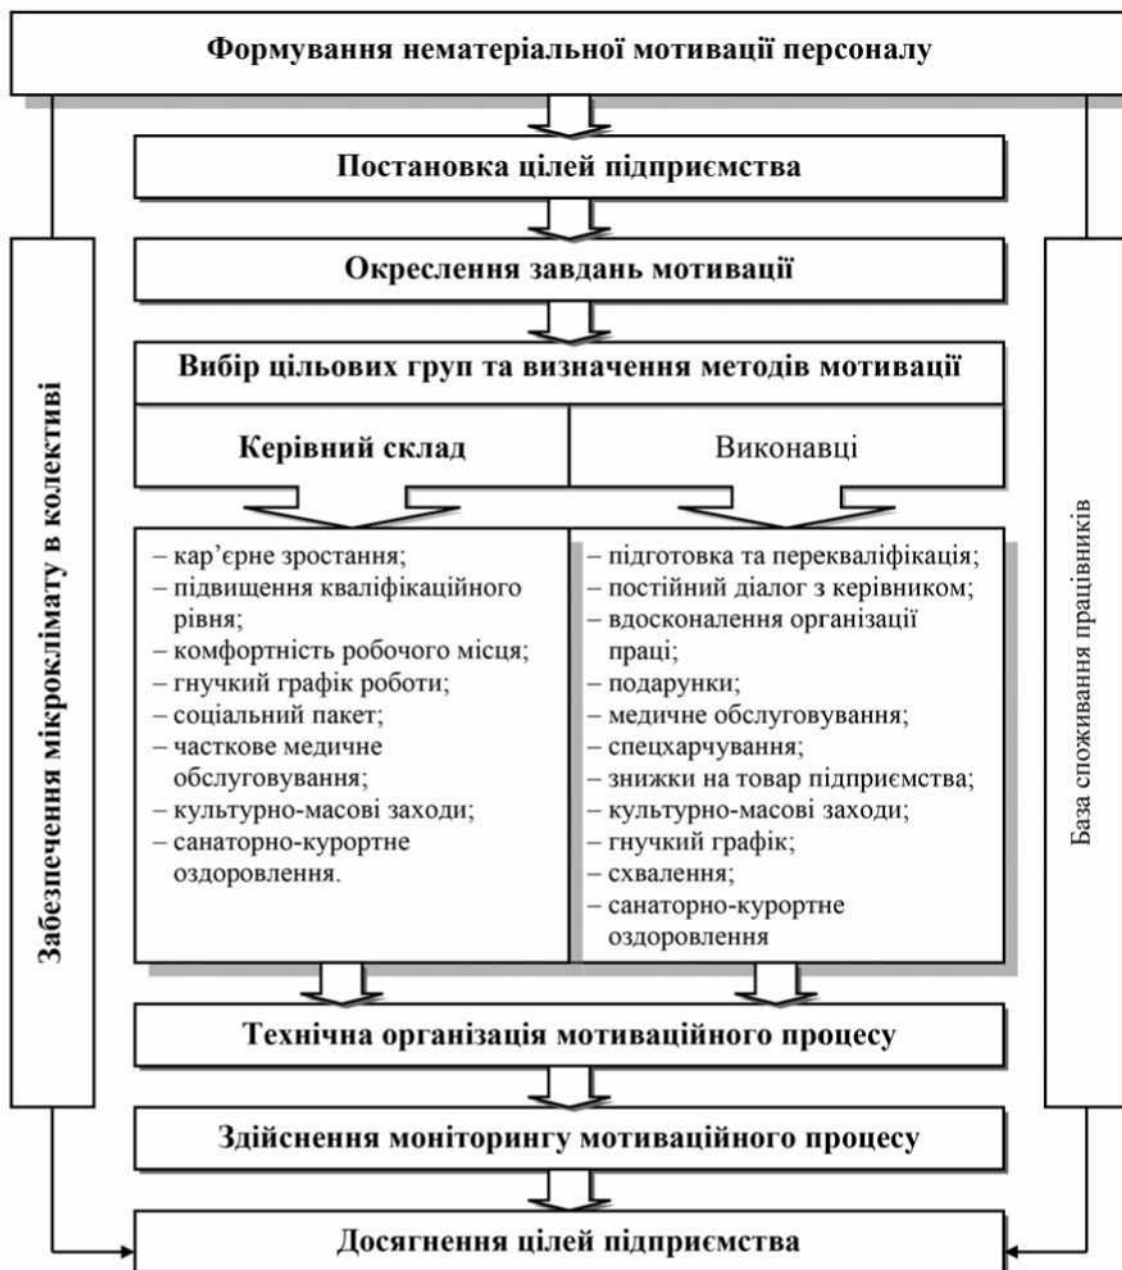 Формування нематеріальної мотивації персоналу
Постановка цілей підприємства
Окреслення завдань мотивації
Вибір цільових груп та визначення методів мотивації
Керівний склад
Виконавці
– кар’єрне зростання;
– підвищення кваліфікаційного
рівня;
– комфортність робочого місця;
– гнучкий графік роботи;
– соціальний пакет;
– часткове медичне
обслуговування;
– культурно-масові заходи;
– санаторно-курортне
оздоровлення.
– підготовка та перекваліфікація;
– постійний діалог з керівником;
– вдосконалення організації
праці;
– подарунки;
– медичне обслуговування;
– спецхарчування;
– знижки на товар підприємства;
– культурно-масові заходи;
– гнучкий графік;
– схвалення;
– санаторно-курортне
оздоровлення
Забезпечення мікроклімату в колективі
База споживання працівників
Технічна організація мотиваційного процесу
Здійснення моніторингу мотиваційного процесу
Досягнення цілей підприємства